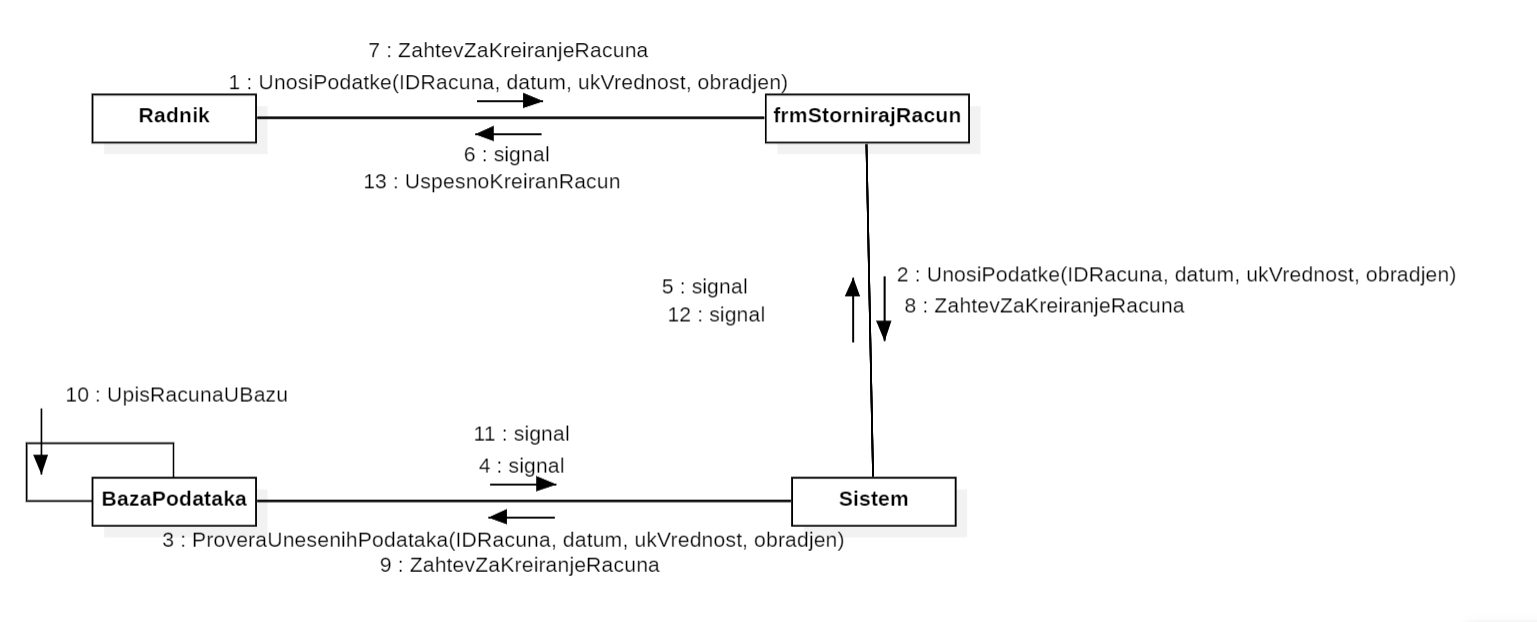 7 : ZahtevZaKreiranjeRacuna
1 : UnosiPodatke(IDRacuna, datum, ukVrednost, obradjen)
Radnik
frmStornirajRacun
6 : signal
13 : UspesnoKreiranRacun
2 : UnosiPodatke(IDRacuna, datum, ukVrednost, obradjen)
5 : signal
8 : ZahtevZaKreiranjeRacuna
12 : signal
10 : UpisRacunaUBazu
11 : signal
4 : signal
BazaPodataka
Sistem
3 : ProveraUnesenihPodataka(IDRacuna, datum, ukVrednost, obradjen)
9 : ZahtevZaKreiranjeRacuna